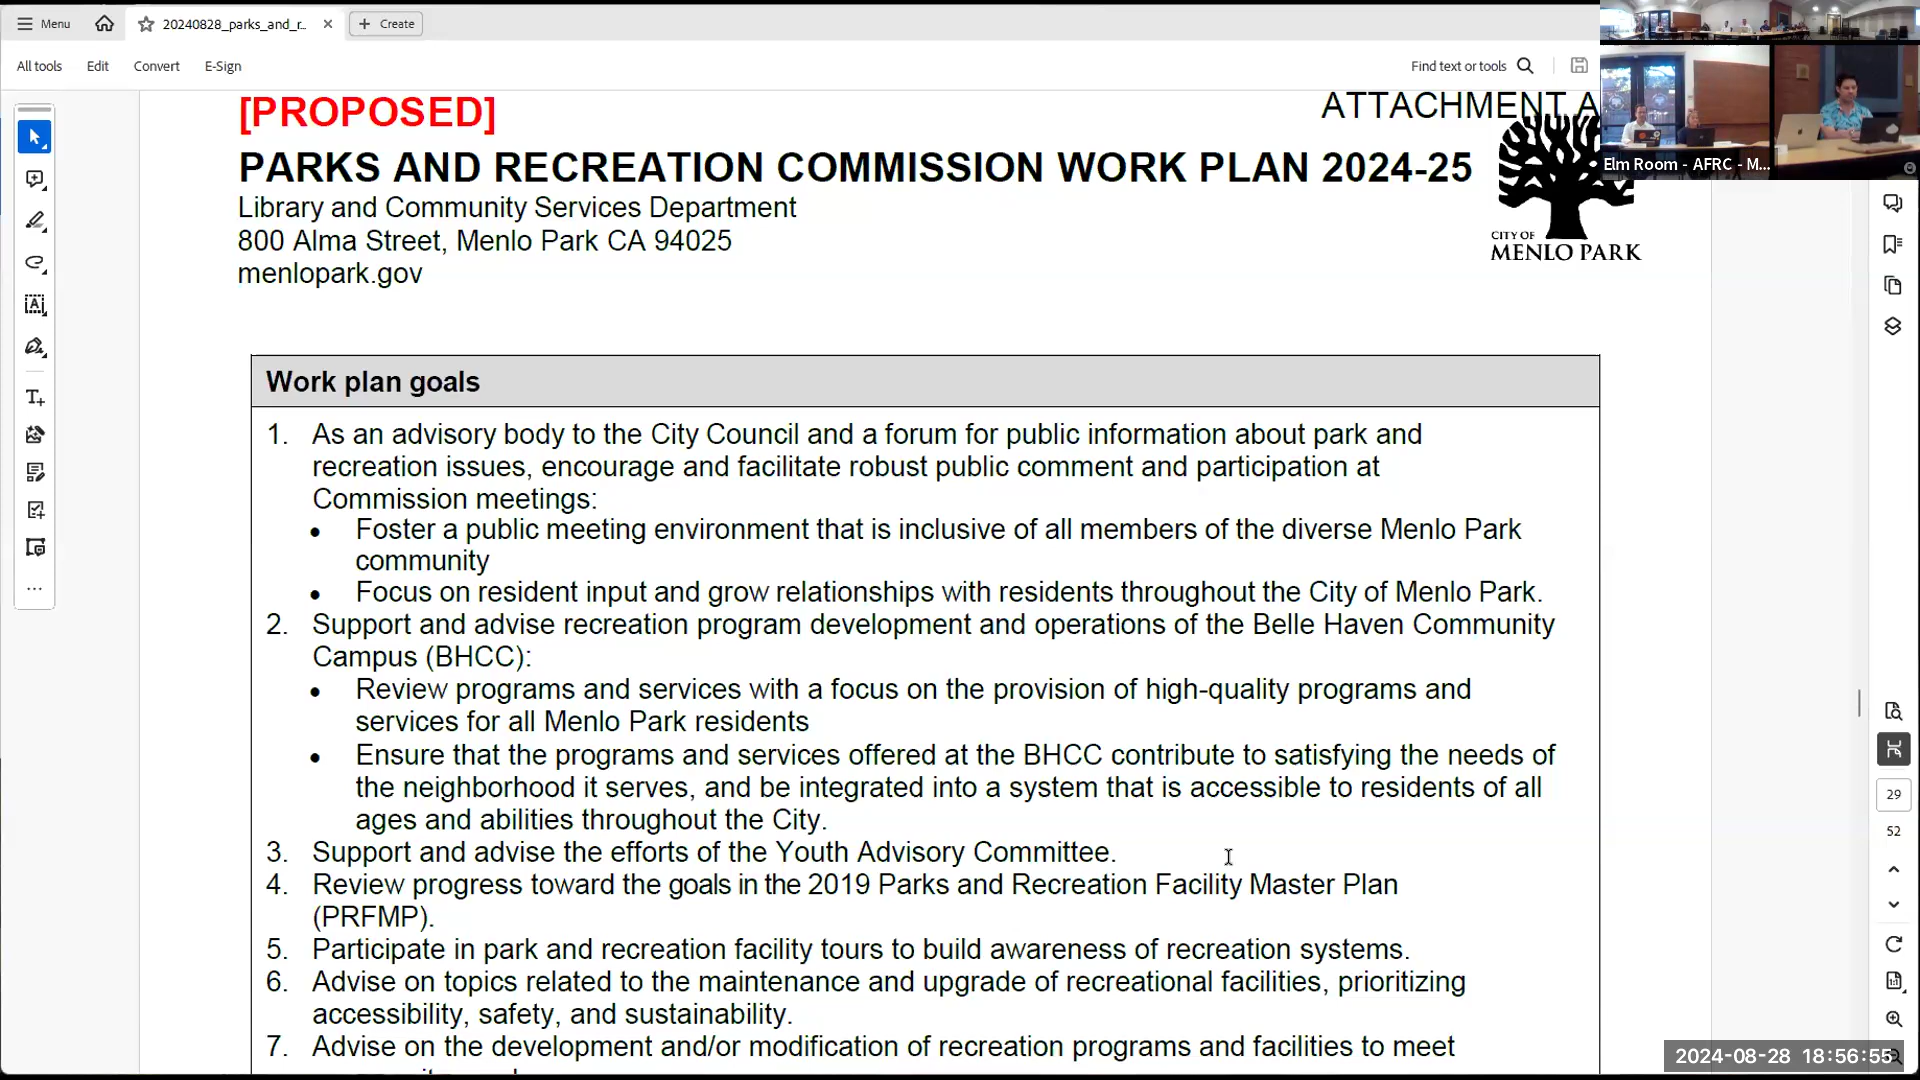 Menu
20240828_parks_and_r...
Create
All tools
Edit
Convert
E-Sign
Find text or tools
Elm Room - AFRC - M...
[PROPOSED]
ATTACHMENT A
PARKS AND RECREATION COMMISSION WORK PLAN 2024-25
Library and Community Services Department
800 Alma Street, Menlo Park CA 94025
menlopark.gov
CITY OF
MENLO PARK
Work plan goals
1. As an advisory body to the City Council and a forum for public information about park and
recreation issues, encourage and facilitate robust public comment and participation at
Commission meetings:
• Foster a public meeting environment that is inclusive of all members of the diverse Menlo Park
community
• Focus on resident input and grow relationships with residents throughout the City of Menlo Park.
2. Support and advise recreation program development and operations of the Belle Haven Community
Campus (BHCC):
• Review programs and services with a focus on the provision of high-quality programs and
services for all Menlo Park residents
• Ensure that the programs and services offered at the BHCC contribute to satisfying the needs of
the neighborhood it serves, and be integrated into a system that is accessible to residents of all
ages and abilities throughout the City.
3. Support and advise the efforts of the Youth Advisory Committee.
4. Review progress toward the goals in the 2019 Parks and Recreation Facility Master Plan
(PRFMP).
5. Participate in park and recreation facility tours to build awareness of recreation systems.
6. Advise on topics related to the maintenance and upgrade of recreational facilities, prioritizing
accessibility, safety, and sustainability.
7. Advise on the development and/or modification of recreation programs and facilities to meet
29
52
2024-08-28 18:56:55